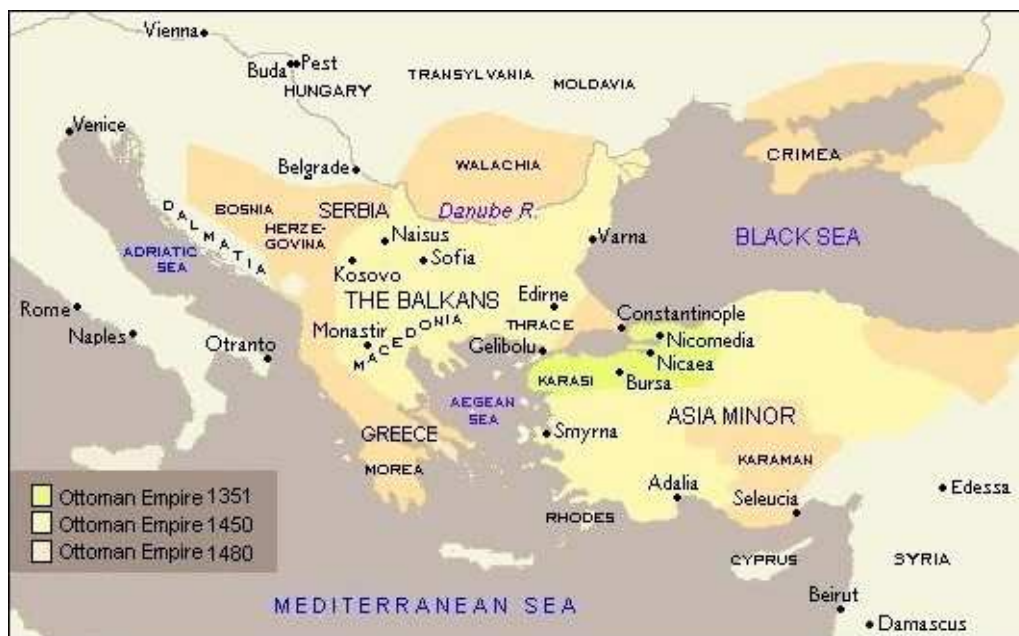 Vienna
Buda
Pest
HUNGARY
TRANSYLVANIA
MOLDAVIA
Venice
Belgrade
WALACHIA
CRIMEA
DALMATIA
BOSNIA
SERBIA
Danube R.
HERZE-
GOVINA
Naisus
Varna
BLACK SEA
ADRIATIC
SEA
Kosovo
Sofia
THE BALKANS
Edirne
Rome
Constantinople
Naples
Otranto
Monastir
MACEDONIA
THRACE
Nicomedia
Gelibolu
Nicaea
KARASI
Bursa
AEGEAN
SEA
ASIA MINOR
GREECE
Smyrna
KARAMAN
MOREA
Adalia
Seleucia
Edessa
RHODES
Ottoman Empire 1351
Ottoman Empire 1450
Ottoman Empire 1480
CYPRUS
SYRIA
Beirut
MEDITERRANEAN SEA
Damascus